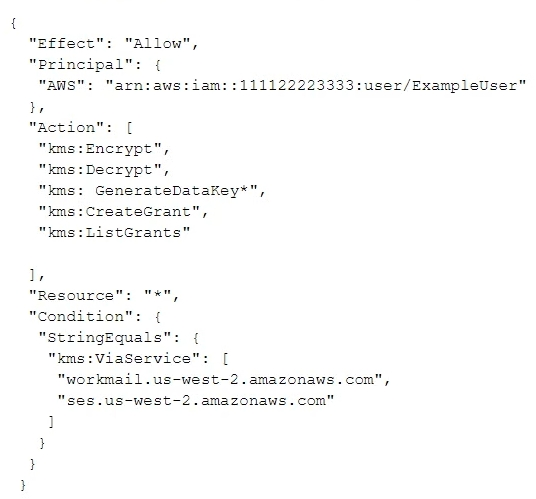 {
"Effect": "Allow",
"Principal": {
"AWS": "arn:aws:iam::111122223333:user/ExampleUser"
},
"Action": [
"kms:Encrypt",
"kms:Decrypt",
"kms: GenerateDataKey*",
"kms:CreateGrant",
"kms:ListGrants"
],
"Resource": "*",
"Condition": {
"StringEquals": {
"kms:ViaService": [
"workmail.us-west-2.amazonaws.com",
"ses.us-west-2.amazonaws.com"
]
}
}
}